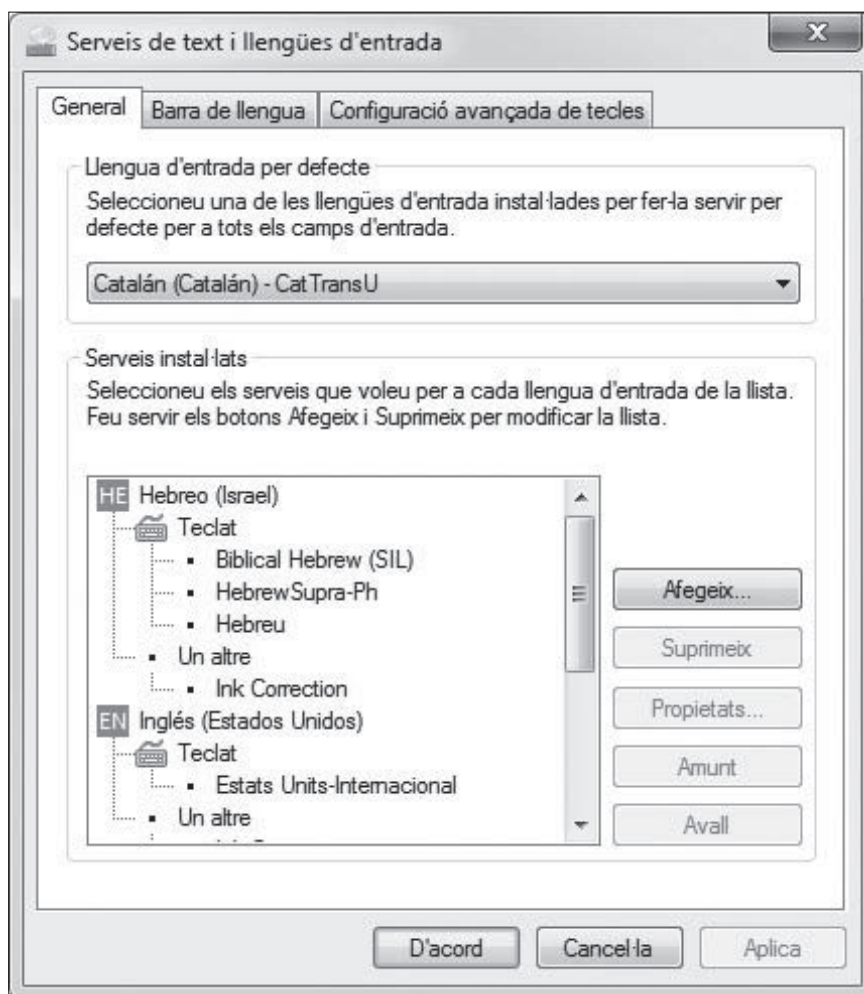 Serveis de text i llengües d'entrada
General
Barra de llengua
Configuració avançada de tecles
Llengua d'entrada per defecte
Seleccioneu una de les llengües d'entrada instal·lades per fer-la servir per
defecte per a tots els camps d'entrada.
Catalán (Catalán) - CatTransU
Serveis instal·lats
Seleccioneu els serveis que voleu per a cada llengua d'entrada de la llista.
Feu servir els botons Afegeix i Suprimeix per modificar la llista.
HE Hebreo (Israel)
Teclat
Biblical Hebrew (SIL)
HebrewSupra-Ph
Hebreu
Un altre
Ink Correction
EN Inglés (Estados Unidos)
Teclat
Estats Units-Internacional
Un altre
Afegeix...
Suprimeix
Propietats...
Amunt
Avall
D'acord
Cancel·la
Aplica